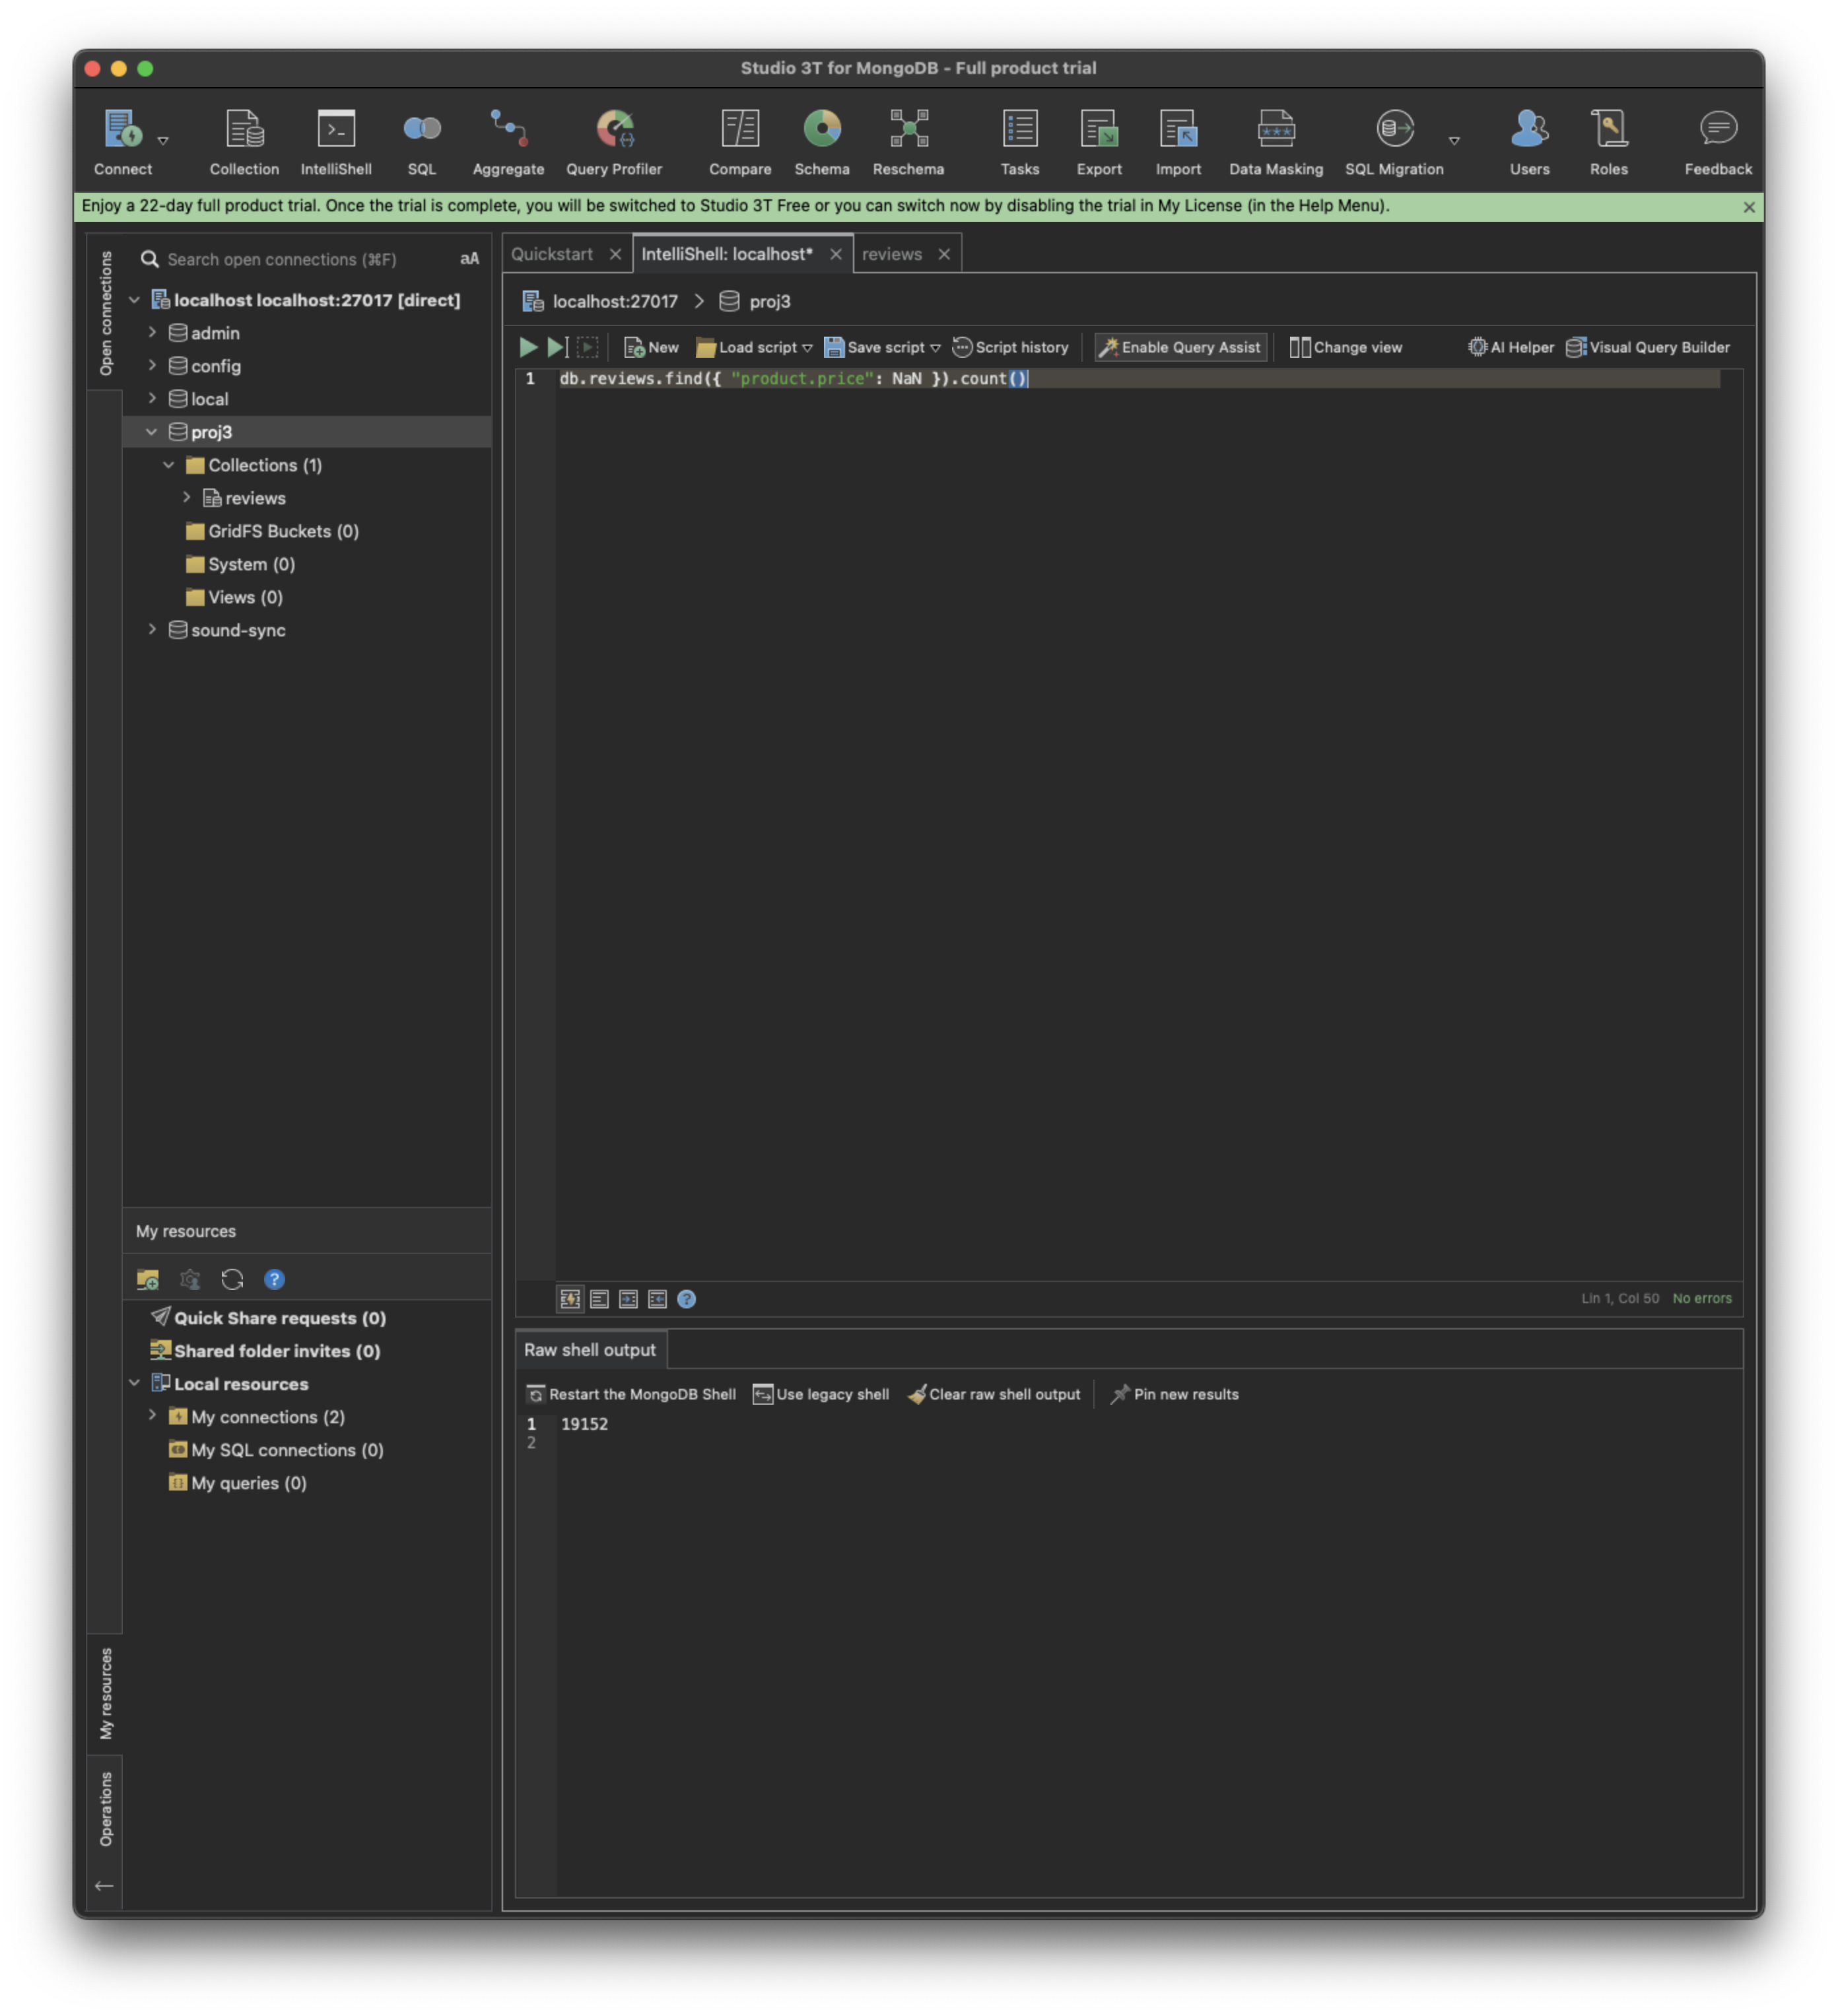 Studio 3T for MongoDB - Full product trial
Connect
Collection
IntelliShell
SQL
Aggregate
Query Profiler
Compare
Schema
Reschema
Tasks
Export
Import
Data Masking
SQL Migration
Users
Roles
Feedback
Enjoy a 22-day full product trial. Once the trial is complete, you will be switched to Studio 3T Free or you can switch now by disabling the trial in My License (in the Help Menu).
Open connections
Search open connections (⌘F)
aA
localhost localhost:27017 [direct]
admin
config
local
proj3
Collections (1)
reviews
GridFS Buckets (0)
System (0)
Views (0)
sound-sync
My resources
Quick Share requests (0)
Shared folder invites (0)
Local resources
My connections (2)
My SQL connections (0)
My queries (0)
My resources
Operations
Quickstart
IntelliShell: localhost*
reviews
localhost:27017 > proj3
New
Load script
Save script
Script history
Enable Query Assist
Change view
AI Helper
Visual Query Builder
1 db.reviews.find({ "product.price": NaN }).count()
Lin 1, Col 50 No errors
Raw shell output
Restart the MongoDB Shell
Use legacy shell
Clear raw shell output
Pin new results
1 19152
2